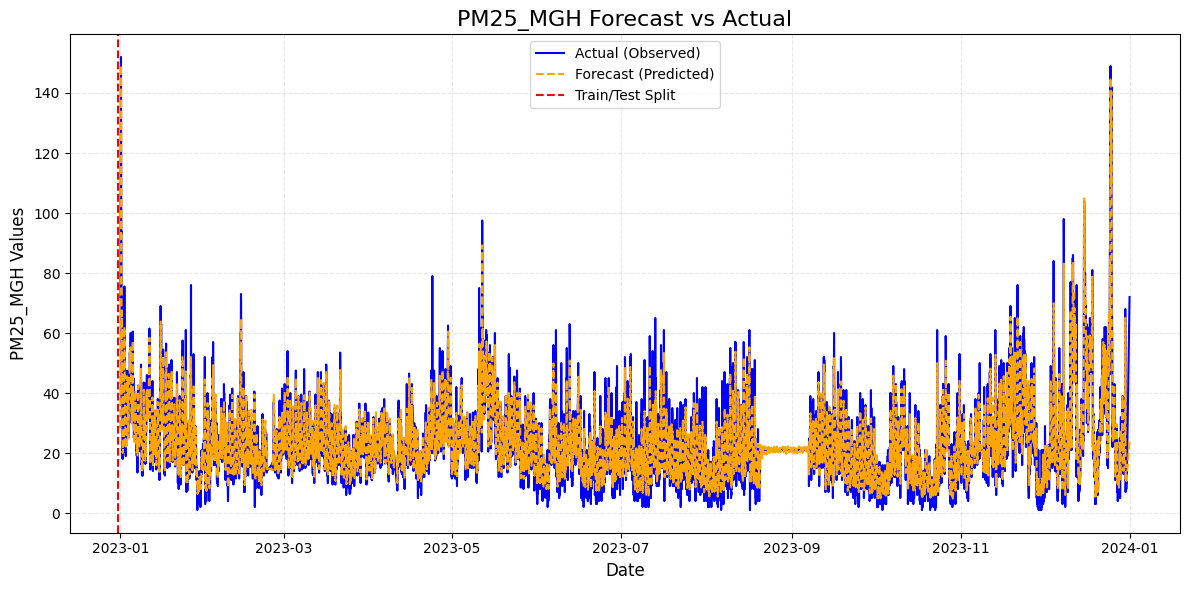 PM25_MGH Forecast vs Actual
Actual (Observed)
Forecast (Predicted)
Train/Test Split
PM25_MGH Values
140
120
100
80
60
40
20
0
2023-01
2023-03
2023-05
2023-07
2023-09
2023-11
2024-01
Date